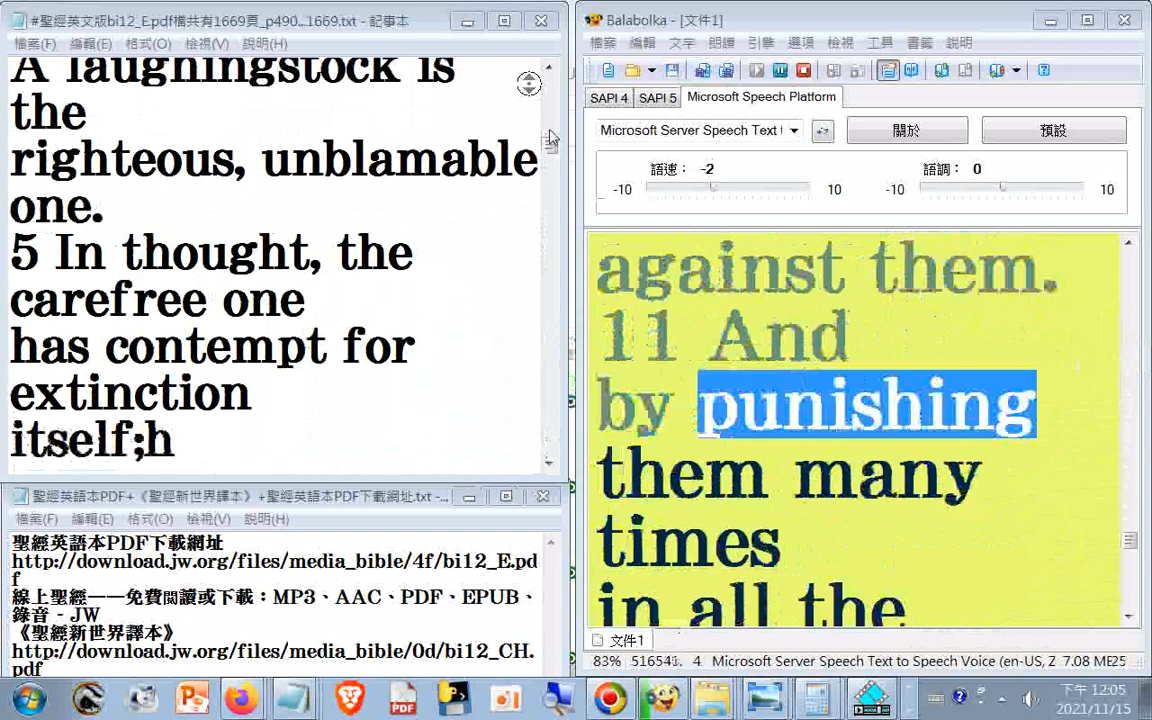 #聖經英文版bi12_E.pdf檔共有1669頁_p490...1669.txt - 記事本
檔案(F) 編輯(E) 格式(O) 檢視(V) 說明(H)
A laughingstock is
the
righteous, unblamable
one.
5 In thought, the
carefree one
has contempt for
extinction
itself;h
聖經英語本PDF+《聖經新世界譯本》+聖經英語本PDF下載網址.txt -...
檔案(F) 編輯(E) 格式(O) 檢視(V) 說明(H)
聖經英語本PDF下載網址
http://download.jw.org/files/media_bible/4f/bi12_E.pd
f
線上聖經——免費閱讀或下載：MP3、AAC、PDF、EPUB、
錄音 - JW
《聖經新世界譯本》
http://download.jw.org/files/media_bible/0d/bi12_CH.
pdf
Balabolka - [文件1]
檔案 編輯 文字 朗讀 引擎 選項 檢視 工具 書籤 說明
SAPI 4 SAPI 5 Microsoft Speech Platform
Microsoft Server Speech Text 關於 預設
語速： -2 語調： 0
-10 10 -10 10
against them.
11 And
by punishing
them many
times
in all the
文件1
83% 516541. 4 Microsoft Server Speech Text to Speech Voice (en-US, Z 7.08 ME25
PDF
下午 12:05
2021/11/15